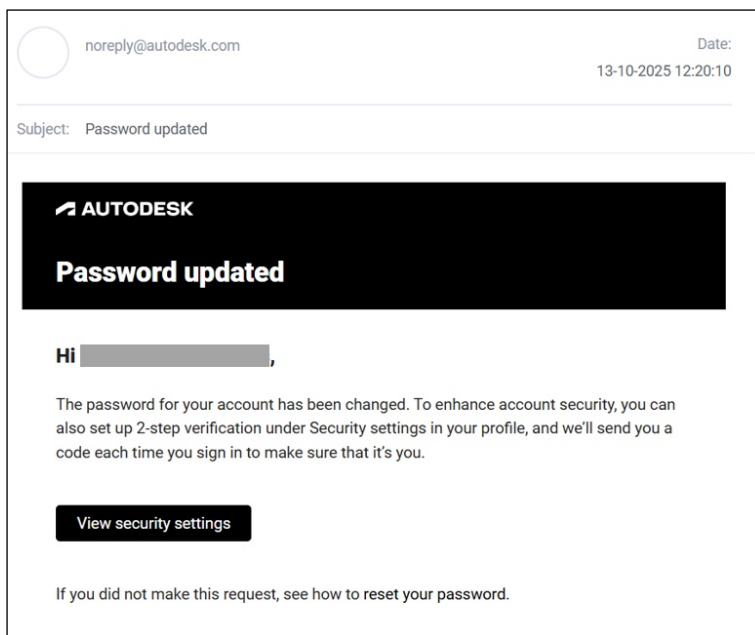 noreply@autodesk.com
Date:
13-10-2025 12:20:10
Subject: Password updated
AUTODESK
Password updated
Hi ,
The password for your account has been changed. To enhance account security, you can
also set up 2-step verification under Security settings in your profile, and we'll send you a
code each time you sign in to make sure that it's you.
View security settings
If you did not make this request, see how to reset your password.